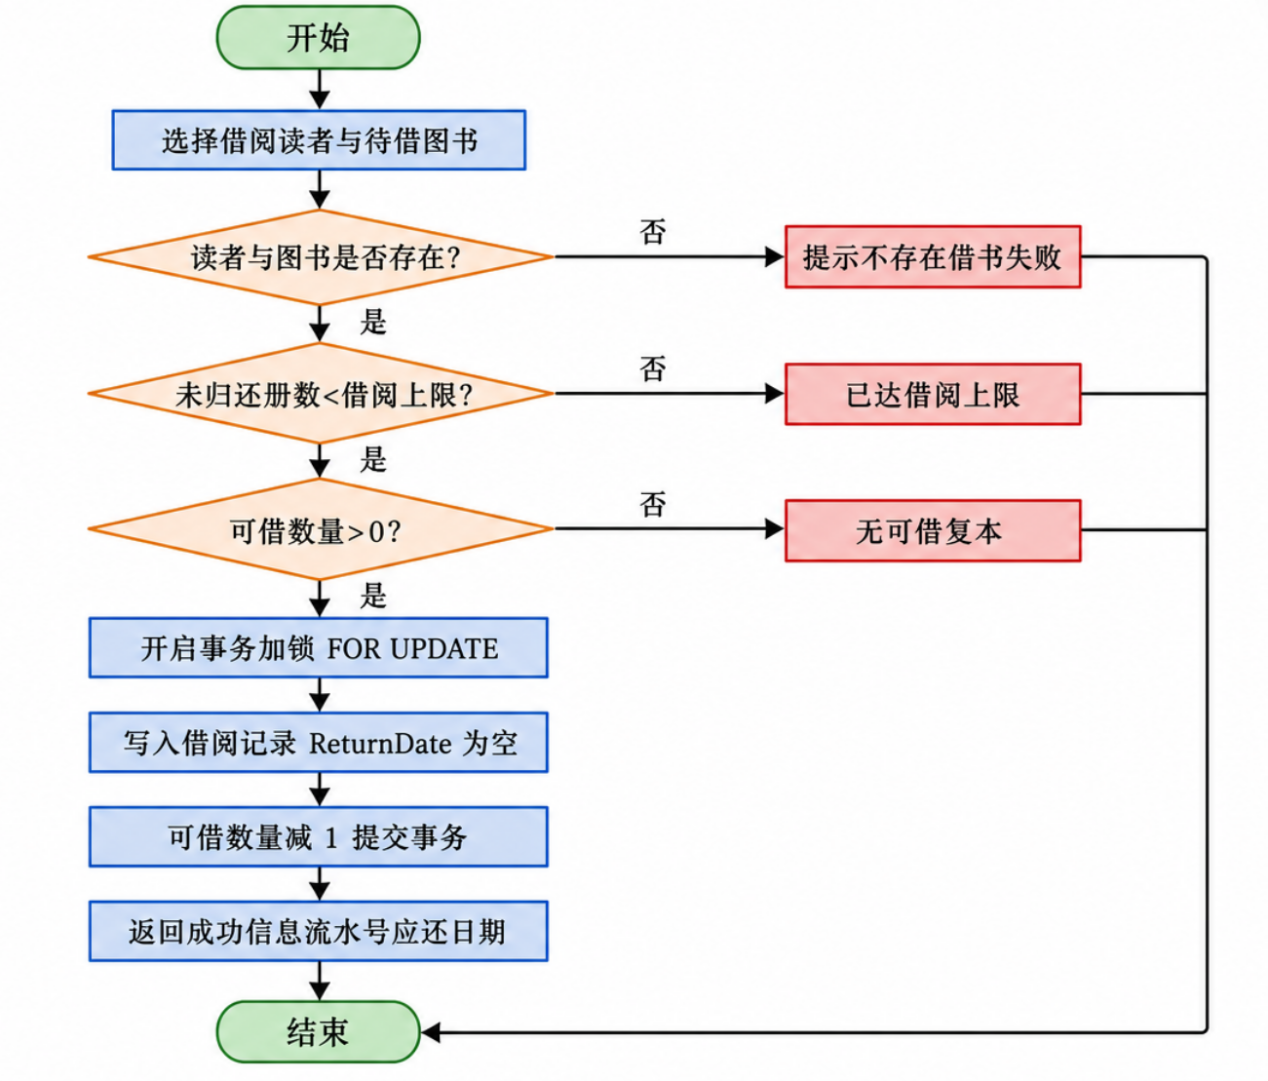 开始
选择借阅读者与待借图书
读者与图书是否存在？
否
提示不存在借书失败
是
未归还册数<借阅上限？
否
已达借阅上限
是
可借数量>0？
否
无可借复本
是
开启事务加锁 FOR UPDATE
写入借阅记录 ReturnDate 为空
可借数量减 1 提交事务
返回成功信息流水号应还日期
结束